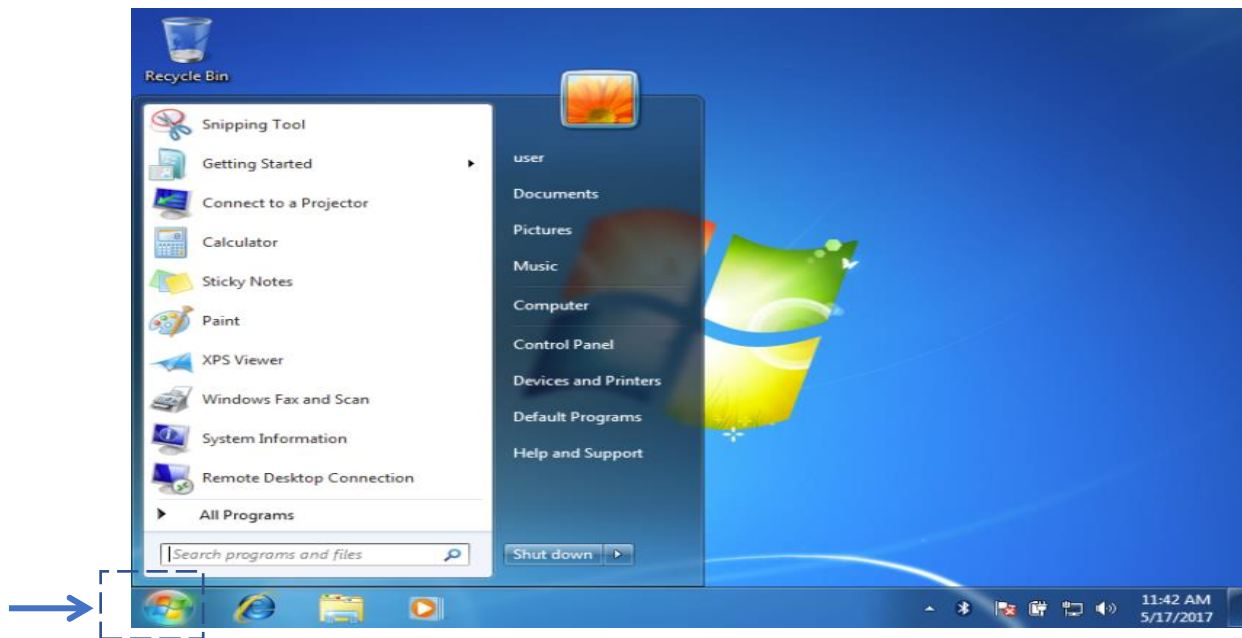 Recycle Bin
Snipping Tool
Getting Started
Connect to a Projector
Calculator
Sticky Notes
Paint
XPS Viewer
Windows Fax and Scan
System Information
Remote Desktop Connection
All Programs
Search programs and files
user
Documents
Pictures
Music
Computer
Control Panel
Devices and Printers
Default Programs
Help and Support
Shut down
11:42 AM
5/17/2017